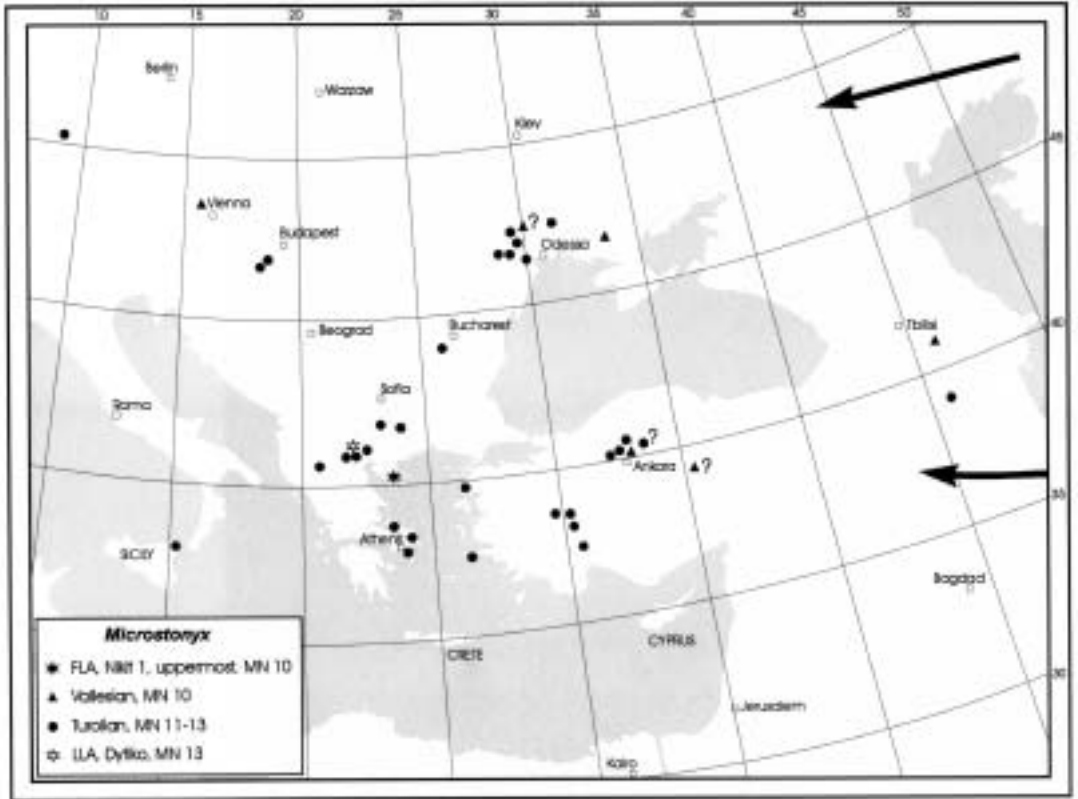 10 15 20 25 30 35 40 45 50
Berlin
Warzaw
Kiev
45
Vienna
?
Budapest
Odessa
Beograd
Bucharest
Tbilisi
40
Sofia
Roma
?
Ankara
?
35
Athens
SICILY
Bagdad
Microstonyx
CYPRUS
CRETE
FLA, Nikit 1, uppermost, MN 10
30
Vallesian, MN 10
Jerusalem
Turolian, MN 11-13
LLA, Dytiko, MN 13
Kairo